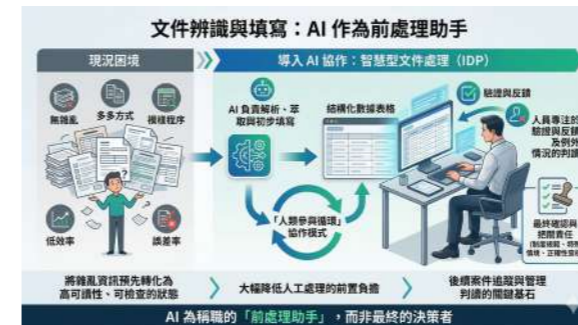 文件辨識與填寫：AI 作為前處理助手
現況困境
導入 AI 協作：智慧型文件處理（IDP）
無雜亂
多多方式
模樣程序
低效率
誤差率
AI 負責解析、萃
取與初步填寫
結構化數據表格
「人類參與循環」
協作模式
驗證與反饋
人員專注於
驗證與反饋
及例外
情況的判讀
最終確認與
把關責任
將雜亂資訊預先轉化為
高可讀性、可檢查的狀態
大幅降低人工處理的前置負擔
後續案件追蹤與管理
判讀的關鍵基石
AI 為稱職的「前處理助手」，而非最終的決策者